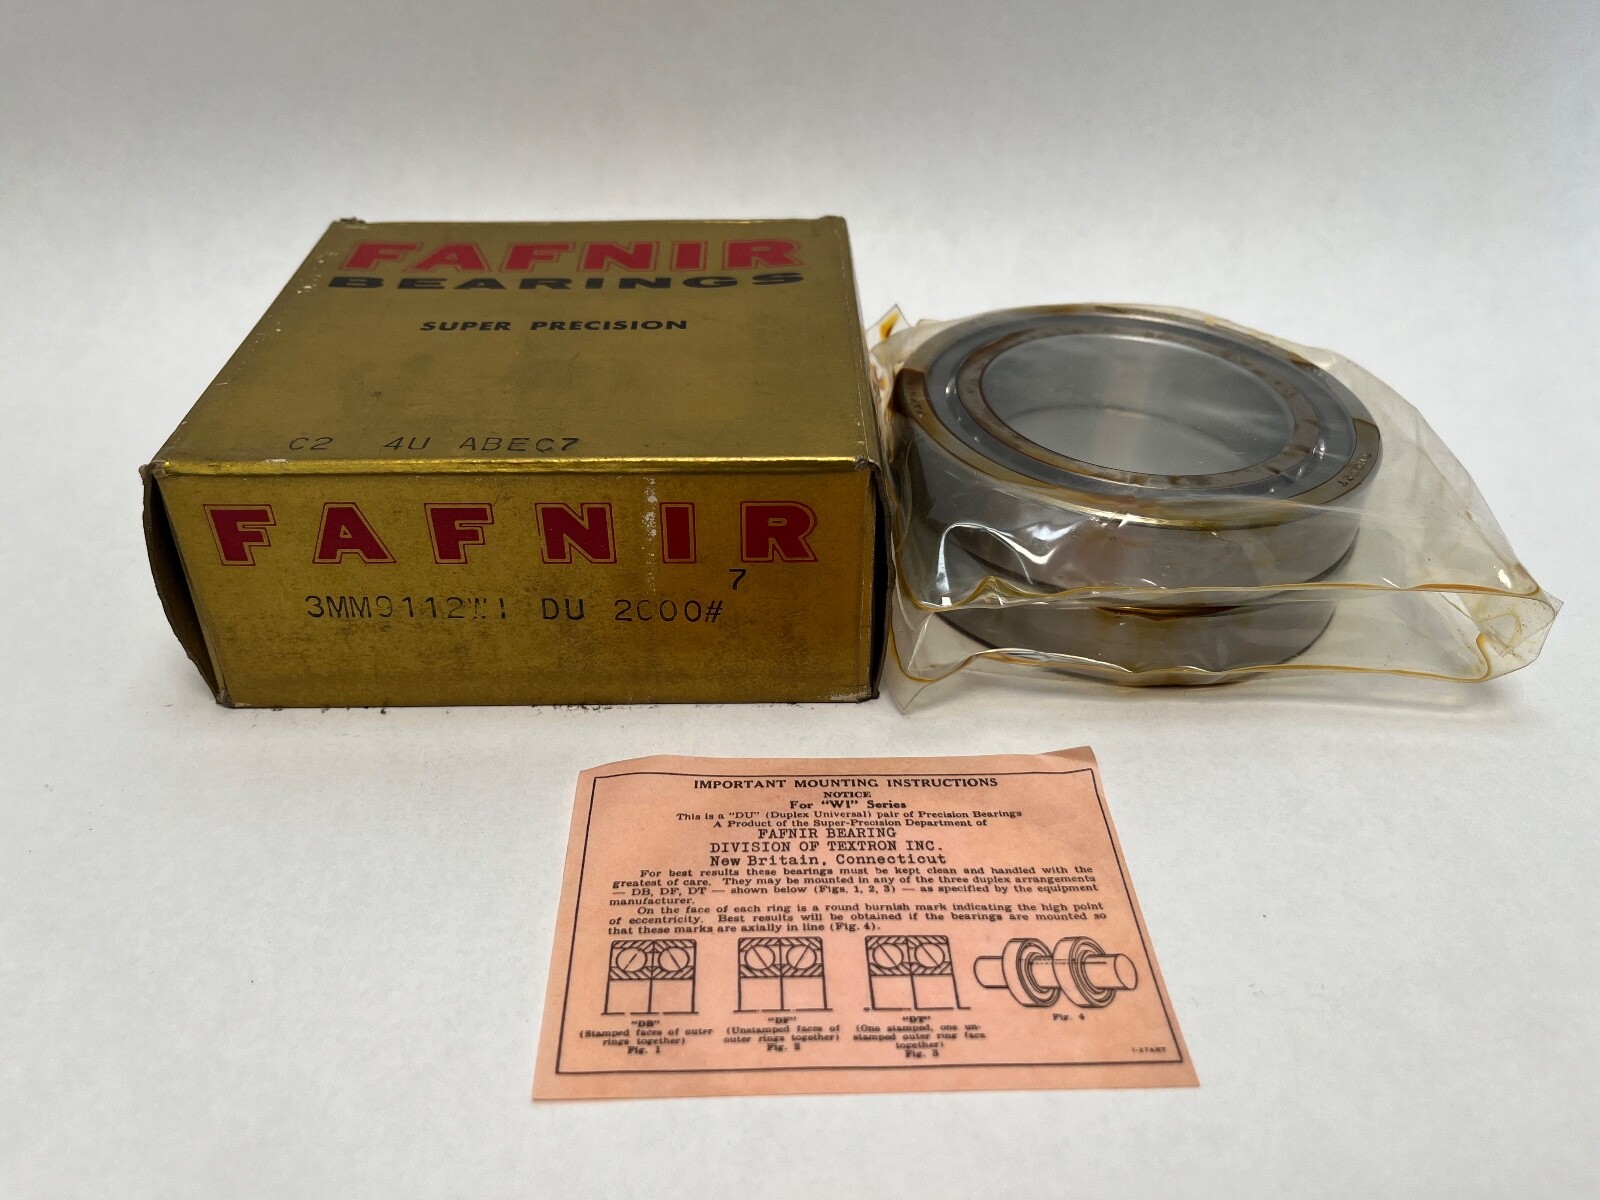 FAFNIR
BEARINGS
SUPER PRECISION
C2 4U ABEC7
FAFNIR
7
3MM9112WI DU 2000#
IMPORTANT MOUNTING INSTRUCTIONS
NOTICE
For "WI" Series
This is a "DU" (Duplex Universal) pair of Precision Bearings
A Product of the Super-Precision Department of
FAFNIR BEARING
DIVISION OF TEXTRON INC.
New Britain, Connecticut
For best results these bearings must be kept clean and handled with the
greatest of care. They may be mounted in any of the three duplex arrangements
— DB, DF, DT — shown below (Figs. 1, 2, 3) — as specified by the equipment
manufacturer.
On the face of each ring is a round burnish mark indicating the high point
of eccentricity. Best results will be obtained if the bearings are mounted so
that these marks are axially in line (Fig. 4).
"DB"
(Stamped faces of outer
rings together)
Fig. 1
"DF"
(Unstamped faces of
outer rings together)
Fig. 2
"DT"
(One stamped, one un-
stamped outer ring face
together)
Fig. 3
Fig. 4